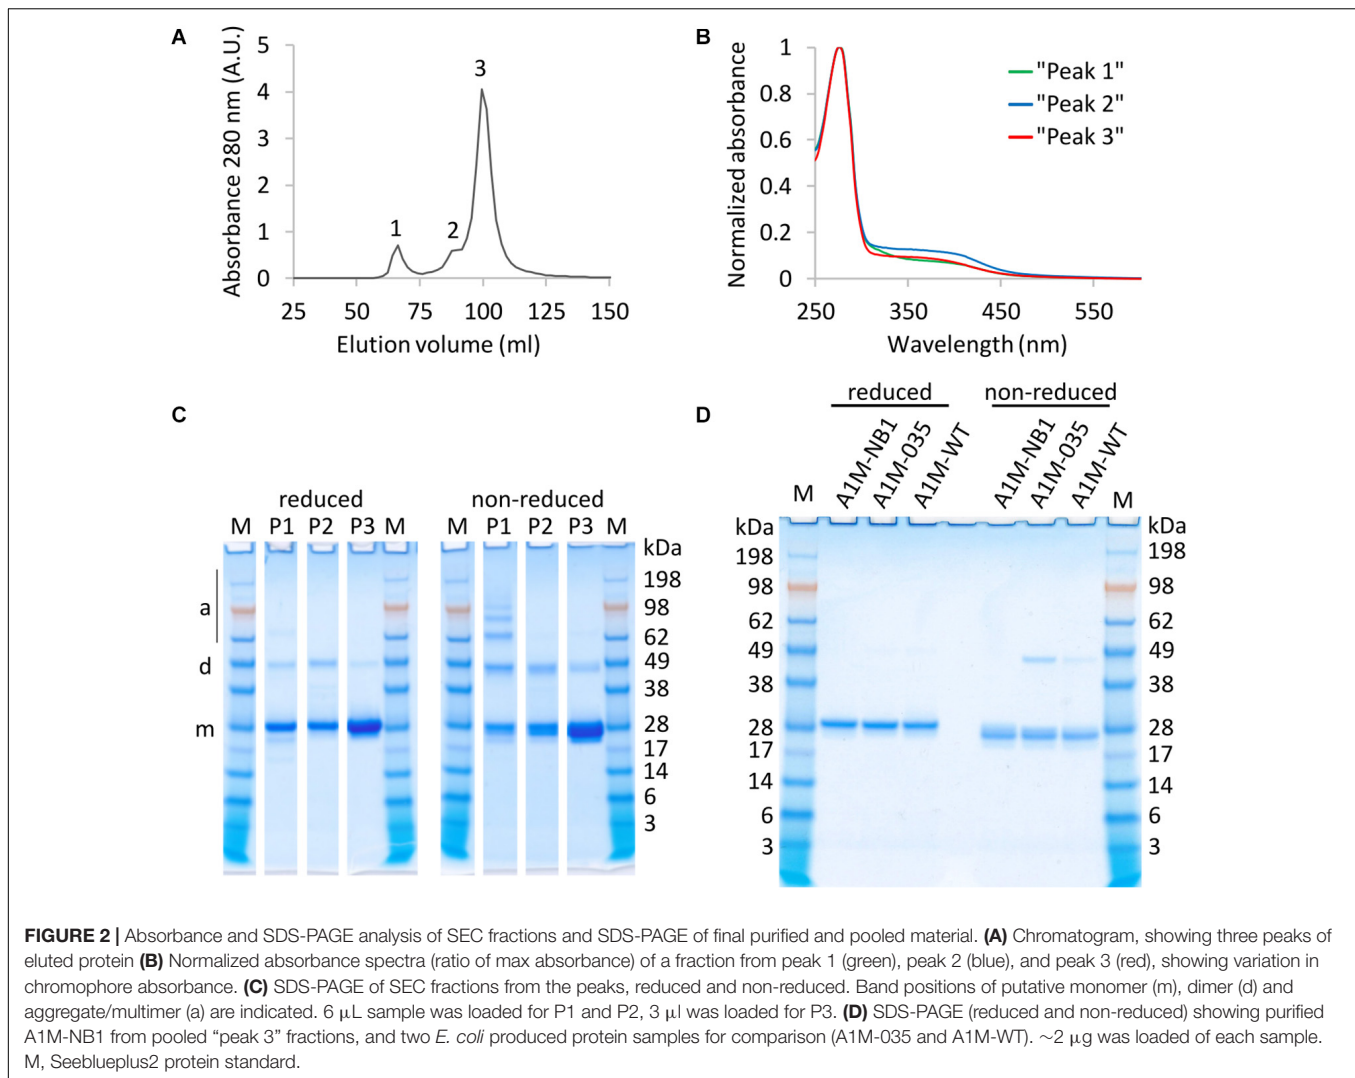 A
Absorbance 280 nm (A.U.)
5
4
3
2
1
0
1
2
3
25 50 75 100 125 150
Elution volume (ml)
B
Normalized absorbance
1
0.8
0.6
0.4
0.2
0
"Peak 1"
"Peak 2"
"Peak 3"
250 350 450 550
Wavelength (nm)
C
reduced
non-reduced
M P1 P2 P3 M
M P1 P2 P3 M
kDa
a
d
m
198
98
62
49
38
28
17
14
6
3
D
reduced
non-reduced
M
A1M-NB1
A1M-035
A1M-WT
A1M-NB1
A1M-035
A1M-WT
M
kDa
198
98
62
49
38
28
17
14
6
3
kDa
198
98
62
49
38
28
17
14
6
3
FIGURE 2 | Absorbance and SDS-PAGE analysis of SEC fractions and SDS-PAGE of final purified and pooled material. (A) Chromatogram, showing three peaks of
eluted protein (B) Normalized absorbance spectra (ratio of max absorbance) of a fraction from peak 1 (green), peak 2 (blue), and peak 3 (red), showing variation in
chromophore absorbance. (C) SDS-PAGE of SEC fractions from the peaks, reduced and non-reduced. Band positions of putative monomer (m), dimer (d) and
aggregate/multimer (a) are indicated. 6 μL sample was loaded for P1 and P2, 3 μl was loaded for P3. (D) SDS-PAGE (reduced and non-reduced) showing purified
A1M-NB1 from pooled “peak 3” fractions, and two E. coli produced protein samples for comparison (A1M-035 and A1M-WT). ∼2 μg was loaded of each sample.
M, Seeblueplus2 protein standard.